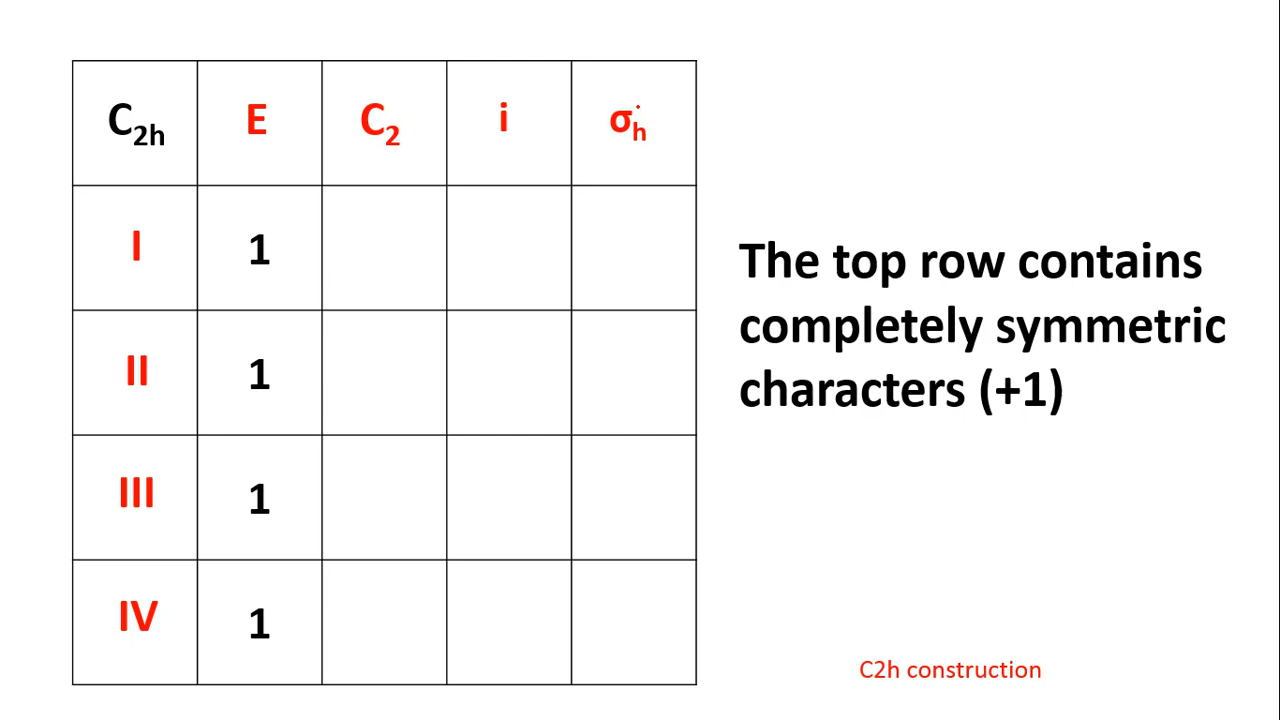 C2h E C2 i σh
I 1
II 1
III 1
IV 1
The top row contains
completely symmetric
characters (+1)
C2h construction